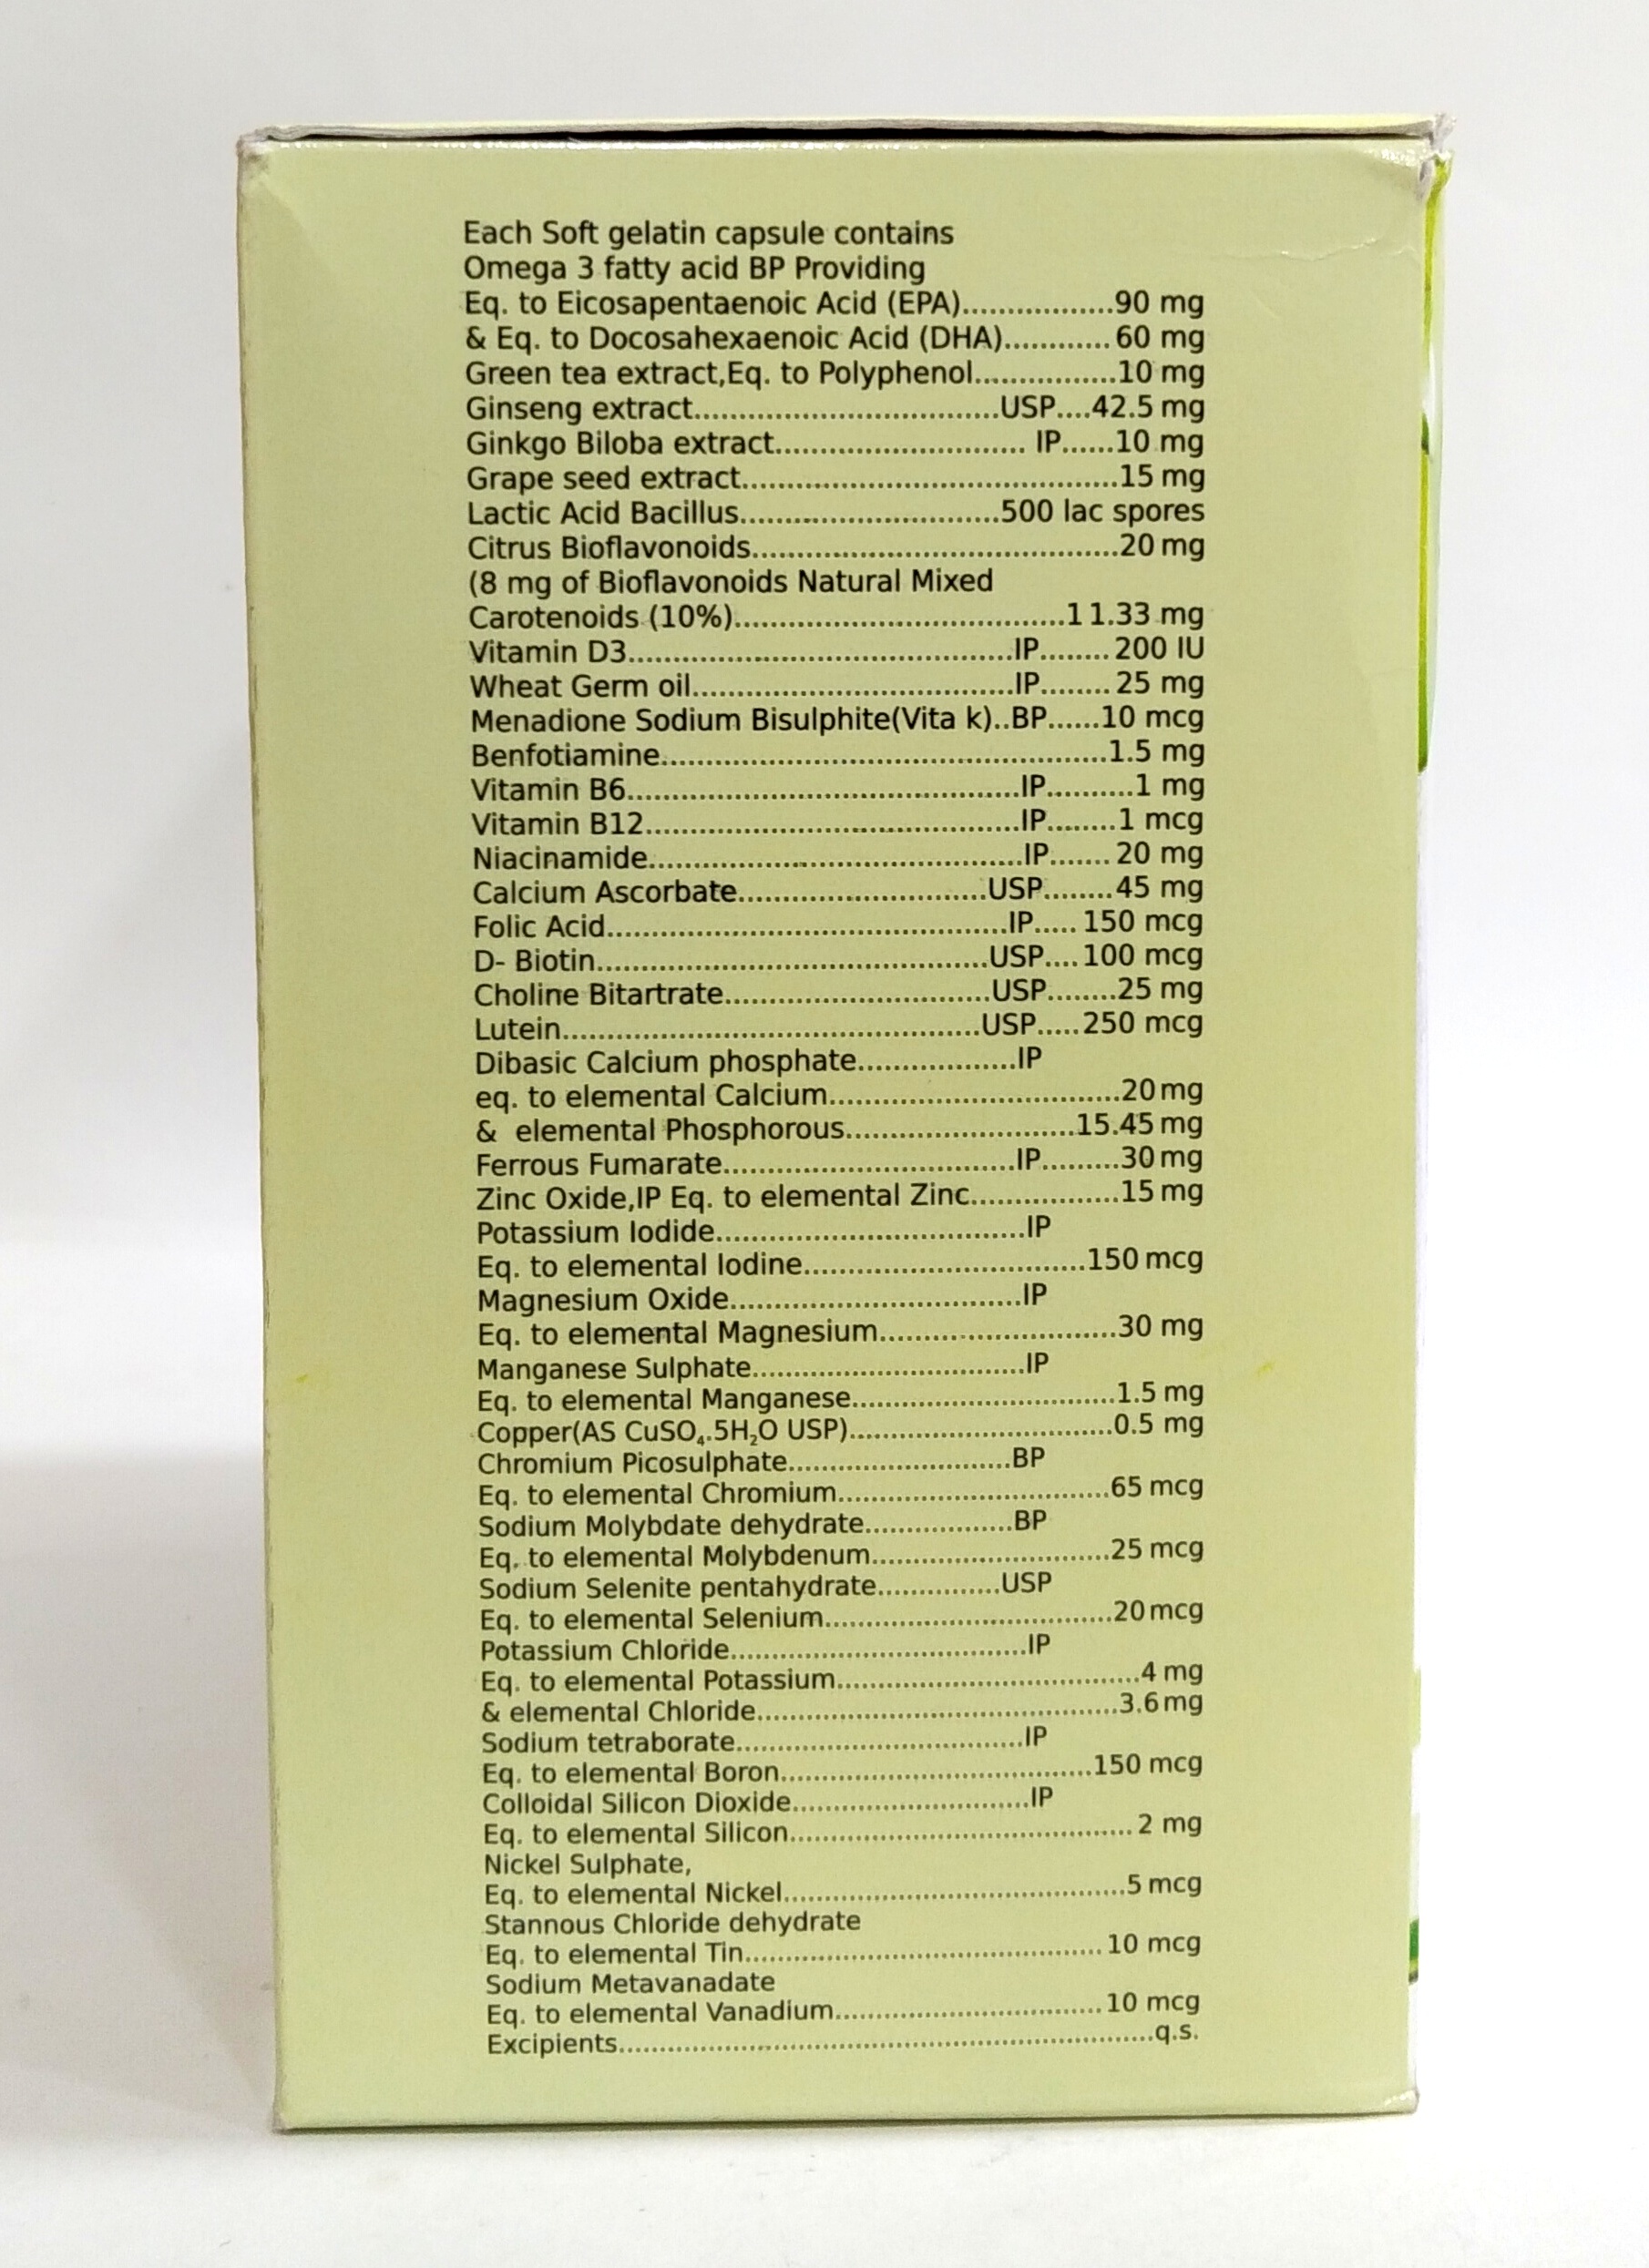 Each Soft gelatin capsule contains
Omega 3 fatty acid BP Providing
Eq. to Eicosapentaenoic Acid (EPA).................90 mg
& Eq. to Docosahexaenoic Acid (DHA)............ 60 mg
Green tea extract,Eq. to Polyphenol................10 mg
Ginseng extract..................................USP....42.5 mg
Ginkgo Biloba extract............................ IP......10 mg
Grape seed extract..........................................15 mg
Lactic Acid Bacillus.............................500 lac spores
Citrus Bioflavonoids.........................................20 mg
(8 mg of Bioflavonoids Natural Mixed
Carotenoids (10%).....................................1 1.33 mg
Vitamin D3...........................................IP........ 200 IU
Wheat Germ oil....................................IP........ 25 mg
Menadione Sodium Bisulphite(Vita k)..BP......10 mcg
Benfotiamine..................................................1.5 mg
Vitamin B6............................................IP..........1 mg
Vitamin B12..........................................IP........1 mcg
Niacinamide..........................................IP....... 20 mg
Calcium Ascorbate............................USP........45 mg
Folic Acid.............................................IP..... 150 mcg
D- Biotin............................................USP.... 100 mcg
Choline Bitartrate..............................USP........25 mg
Lutein...............................................USP.....250 mcg
Dibasic Calcium phosphate..................IP
eq. to elemental Calcium.................................20 mg
&  elemental Phosphorous..........................15.45 mg
Ferrous Fumarate.................................IP.........30 mg
Zinc Oxide,IP Eq. to elemental Zinc.................15 mg
Potassium Iodide...................................IP
Eq. to elemental Iodine................................150 mcg
Magnesium Oxide.................................IP
Eq. to elemental Magnesium...........................30 mg
Manganese Sulphate...............................IP
Eq. to elemental Manganese..............................1.5 mg
Copper(AS CuSO₄.5H₂O USP)..............................0.5 mg
Chromium Picosulphate.........................BP
Eq. to elemental Chromium...............................65 mcg
Sodium Molybdate dehydrate.................BP
Eq. to elemental Molybdenum...........................25 mcg
Sodium Selenite pentahydrate..............USP
Eq. to elemental Selenium.................................20 mcg
Potassium Chloride..................................IP
Eq. to elemental Potassium...................................4 mg
& elemental Chloride.........................................3.6 mg
Sodium tetraborate.................................IP
Eq. to elemental Boron....................................150 mcg
Colloidal Silicon Dioxide...........................IP
Eq. to elemental Silicon....................................... 2 mg
Nickel Sulphate,
Eq. to elemental Nickel.......................................5 mcg
Stannous Chloride dehydrate
Eq. to elemental Tin......................................... 10 mcg
Sodium Metavanadate
Eq. to elemental Vanadium............................... 10 mcg
Excipients.............................................................q.s.